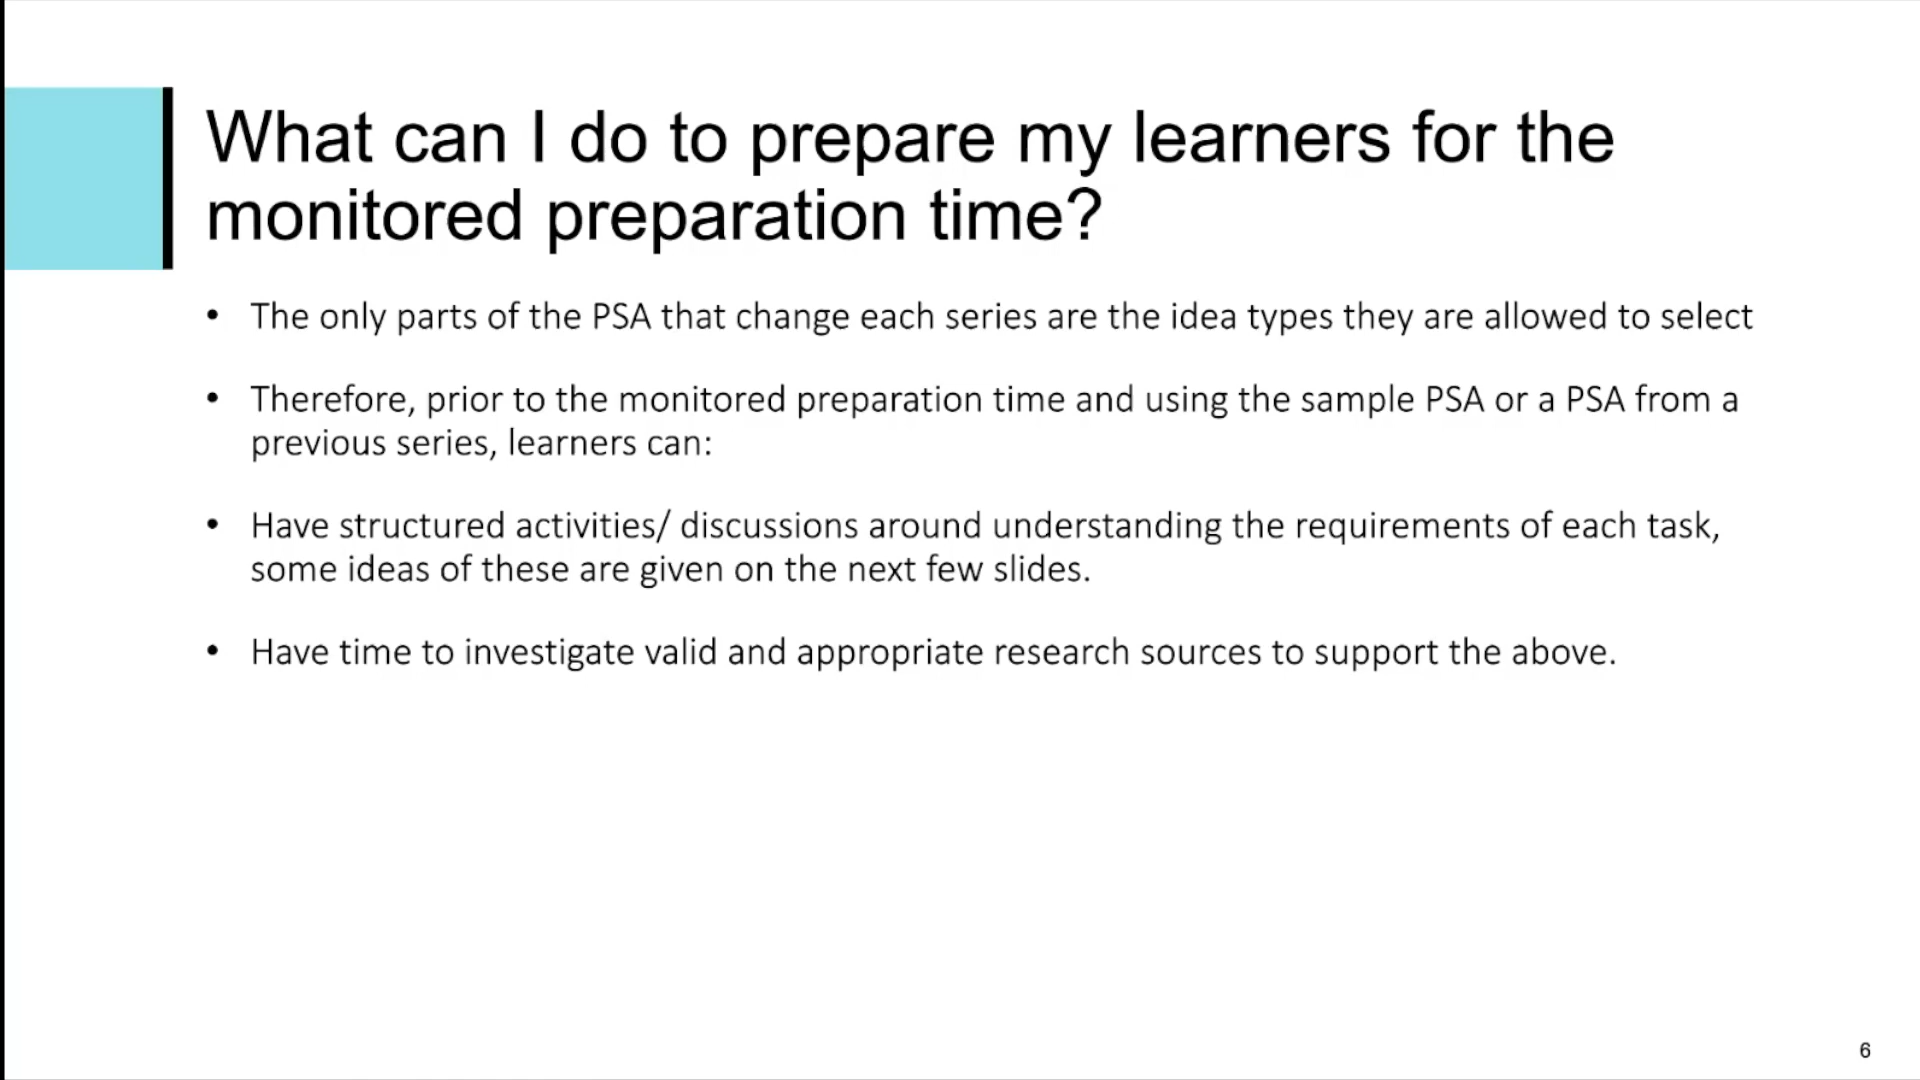 What can I do to prepare my learners for the
monitored preparation time?
• The only parts of the PSA that change each series are the idea types they are allowed to select
• Therefore, prior to the monitored preparation time and using the sample PSA or a PSA from a
previous series, learners can:
• Have structured activities/ discussions around understanding the requirements of each task,
some ideas of these are given on the next few slides.
• Have time to investigate valid and appropriate research sources to support the above.
6